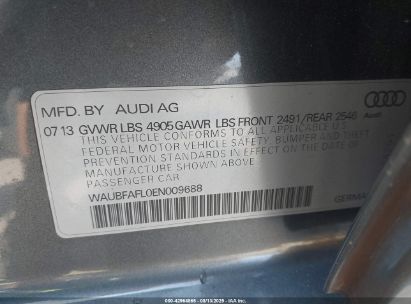 MFD. BY AUDI AG
07 13 GVWR LBS 4905 GAWR LBS FRONT 2491/REAR 2546
THIS VEHICLE CONFORMS TO ALL APPLICABLE U.S.
FEDERAL MOTOR VEHICLE SAFETY, BUMPER AND THEFT
PREVENTION STANDARDS IN EFFECT ON THE DATE OF
MANUFACTURE SHOWN ABOVE
PASSENGER CAR
WAUBFAFL0EN009688
GERMAN
Audi